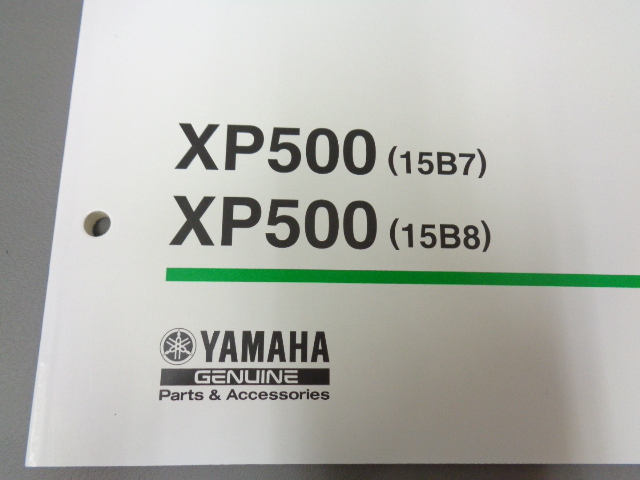 XP500 (15B7)
XP500 (15B8)
YAMAHA
GENUINE
Parts & Accessories